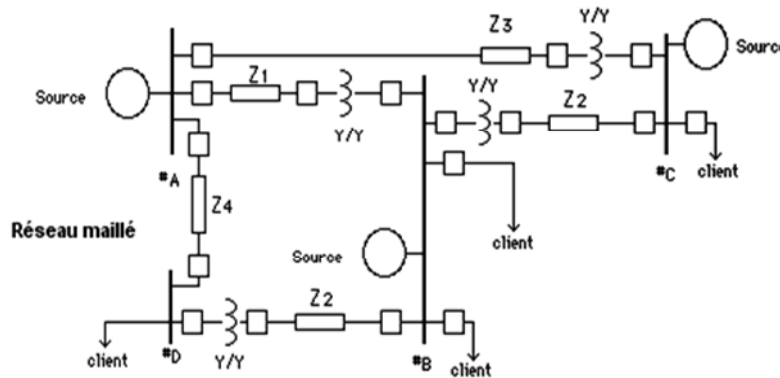 Y/Y
Z3
Source
Z1
Y/Y
Z2
Source
Y/Y
#A
#C
client
Z4
client
Réseau maillé
Source
Z2
client
#D
Y/Y
#B
client